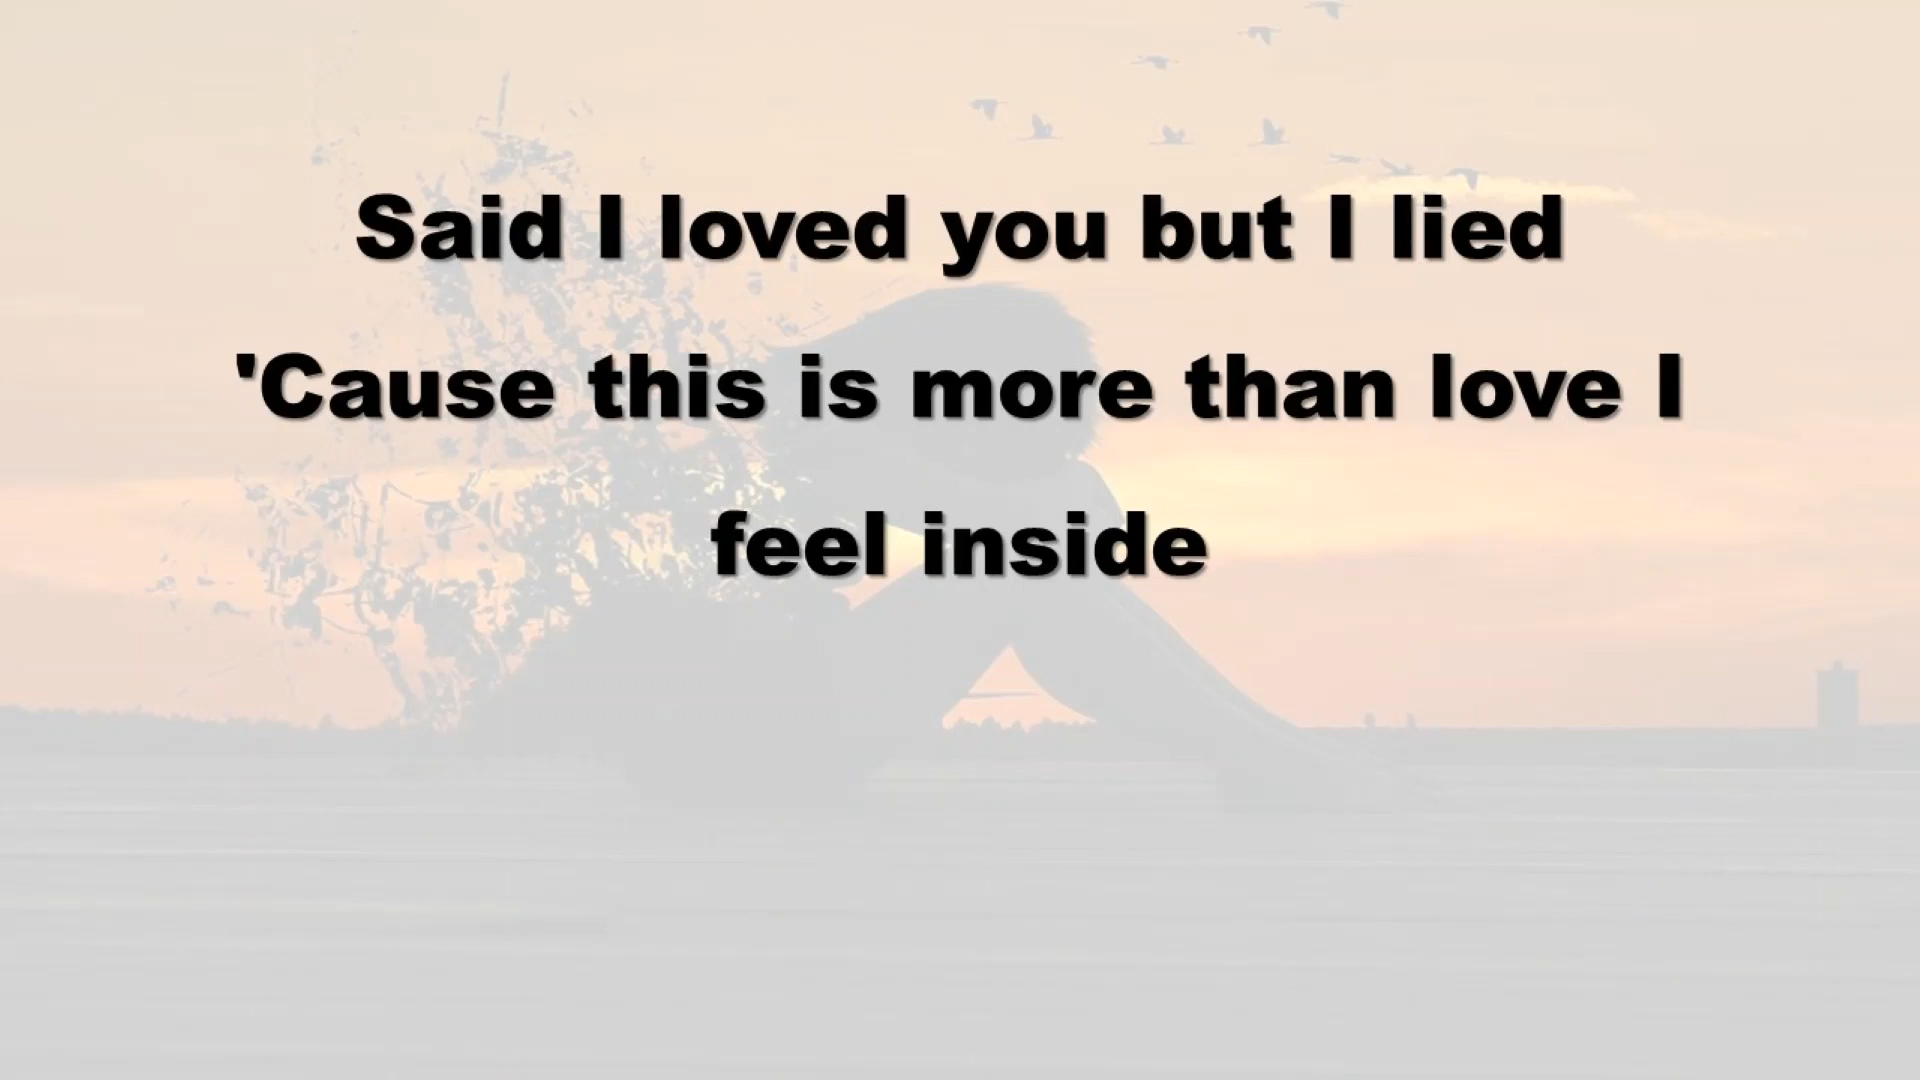 Said I loved you but I lied
'Cause this is more than love I
feel inside